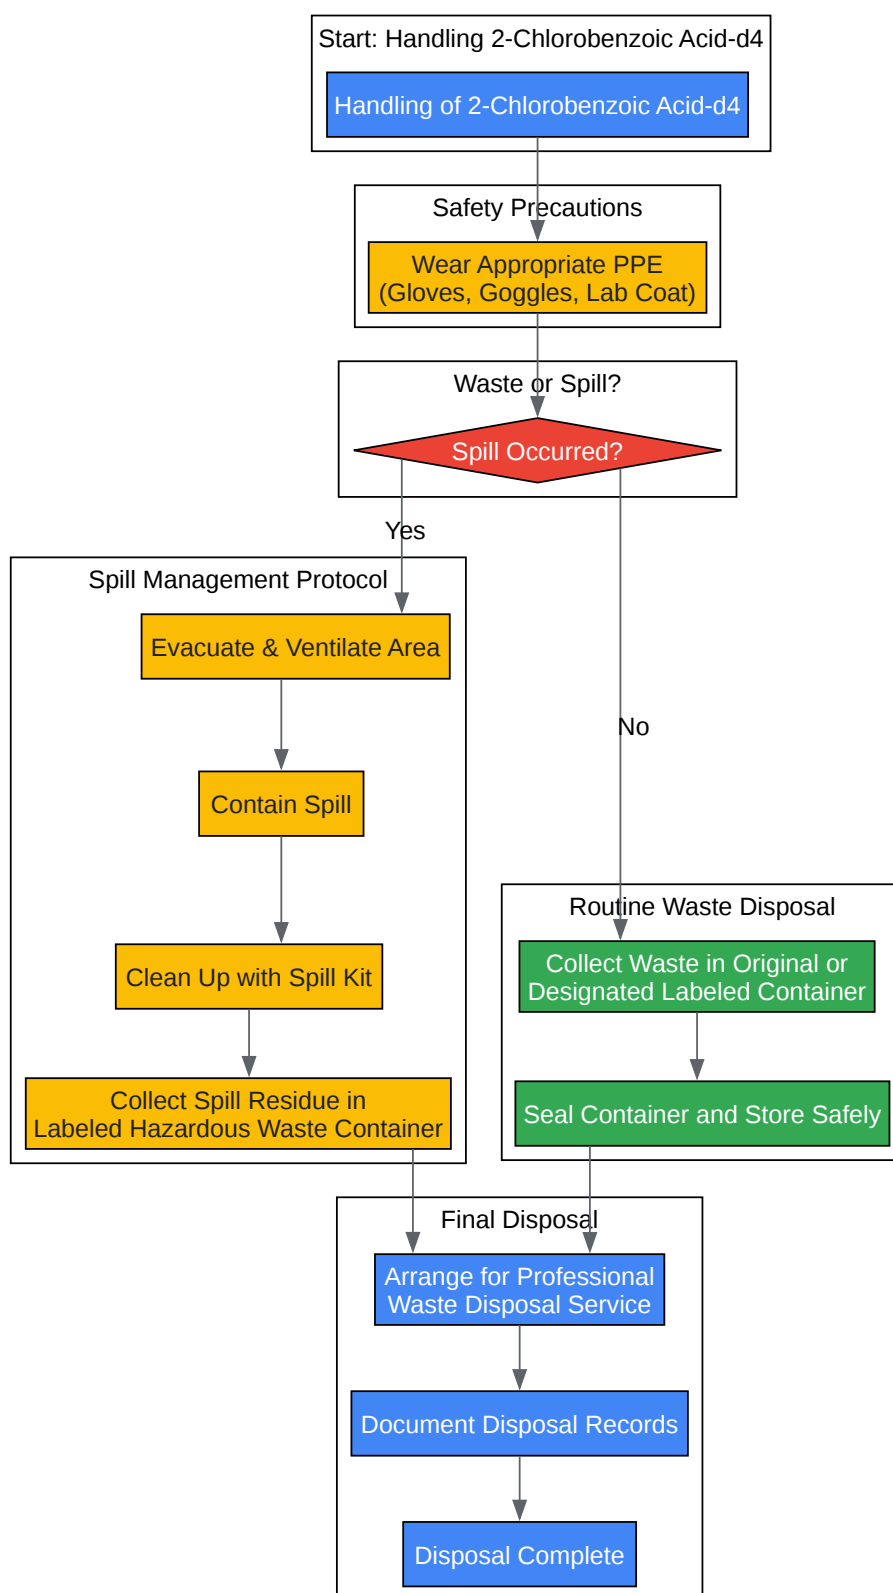 Start: Handling 2-Chlorobenzoic Acid-d4
Handling of 2-Chlorobenzoic Acid-d4
Safety Precautions
Wear Appropriate PPE
(Gloves, Goggles, Lab Coat)
Waste or Spill?
Spill Occurred?
Yes
Spill Management Protocol
Evacuate & Ventilate Area
Contain Spill
Clean Up with Spill Kit
Collect Spill Residue in
Labeled Hazardous Waste Container
No
Routine Waste Disposal
Collect Waste in Original or
Designated Labeled Container
Seal Container and Store Safely
Final Disposal
Arrange for Professional
Waste Disposal Service
Document Disposal Records
Disposal Complete